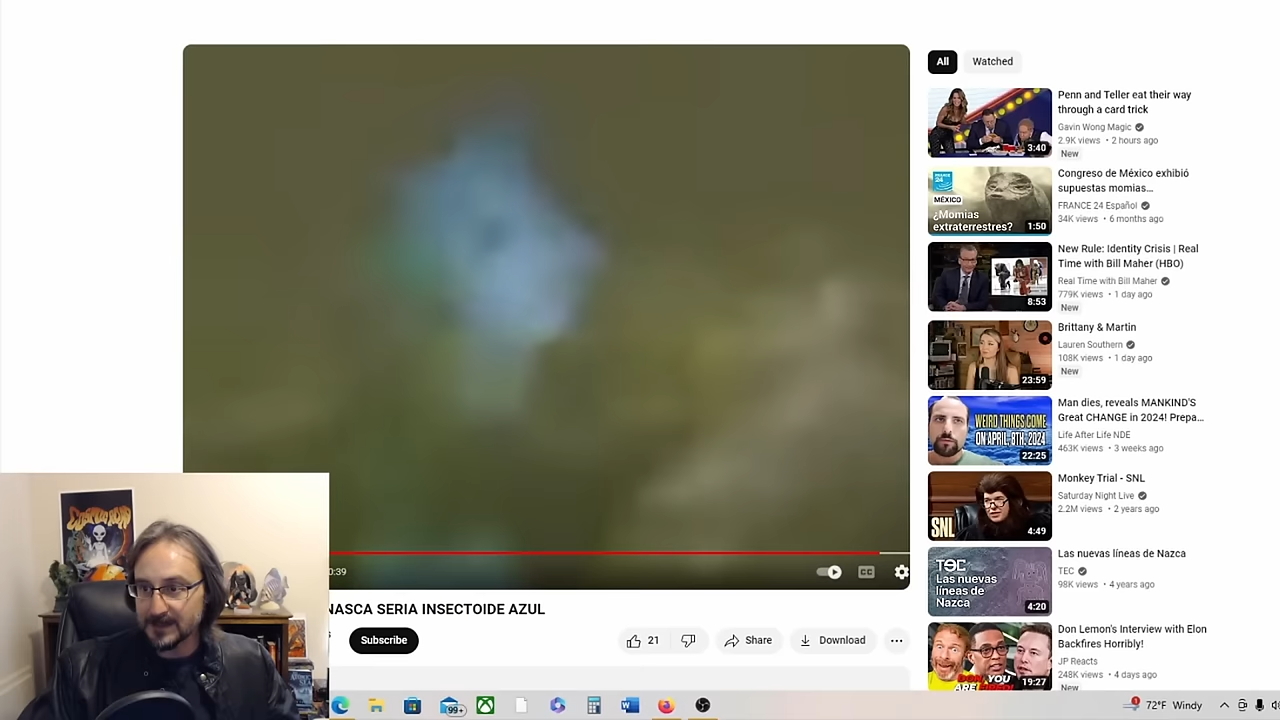 All
Watched
Penn and Teller eat their way
through a card trick
Gavin Wong Magic
2.9K views • 2 hours ago
New
3:40
Congreso de México exhibió
supuestas momias...
FRANCE 24 Español
34K views • 6 months ago
FRANCE
24
MÉXICO
¿Momias
extraterrestres?
1:50
New Rule: Identity Crisis | Real
Time with Bill Maher (HBO)
Real Time with Bill Maher
779K views • 1 day ago
New
8:53
Brittany & Martin
Lauren Southern
108K views • 1 day ago
New
23:59
Man dies, reveals MANKIND'S
Great CHANGE in 2024! Prepa...
Life After Life NDE
463K views • 3 weeks ago
WEIRD THINGS COME
ON APRIL 8TH, 2024
22:25
Monkey Trial - SNL
Saturday Night Live
2.2M views • 2 years ago
SNL
4:49
Las nuevas líneas de Nazca
TEC
98K views • 4 years ago
TEC
Las nuevas
líneas de
Nazca
4:20
Don Lemon's Interview with Elon
Backfires Horribly!
JP Reacts
248K views • 4 days ago
New
DON, YOU
ARE FIRED!
19:27
0:39
CC
NASCA SERIA INSECTOIDE AZUL
Subscribe
21
Share
Download
99+
72°F Windy